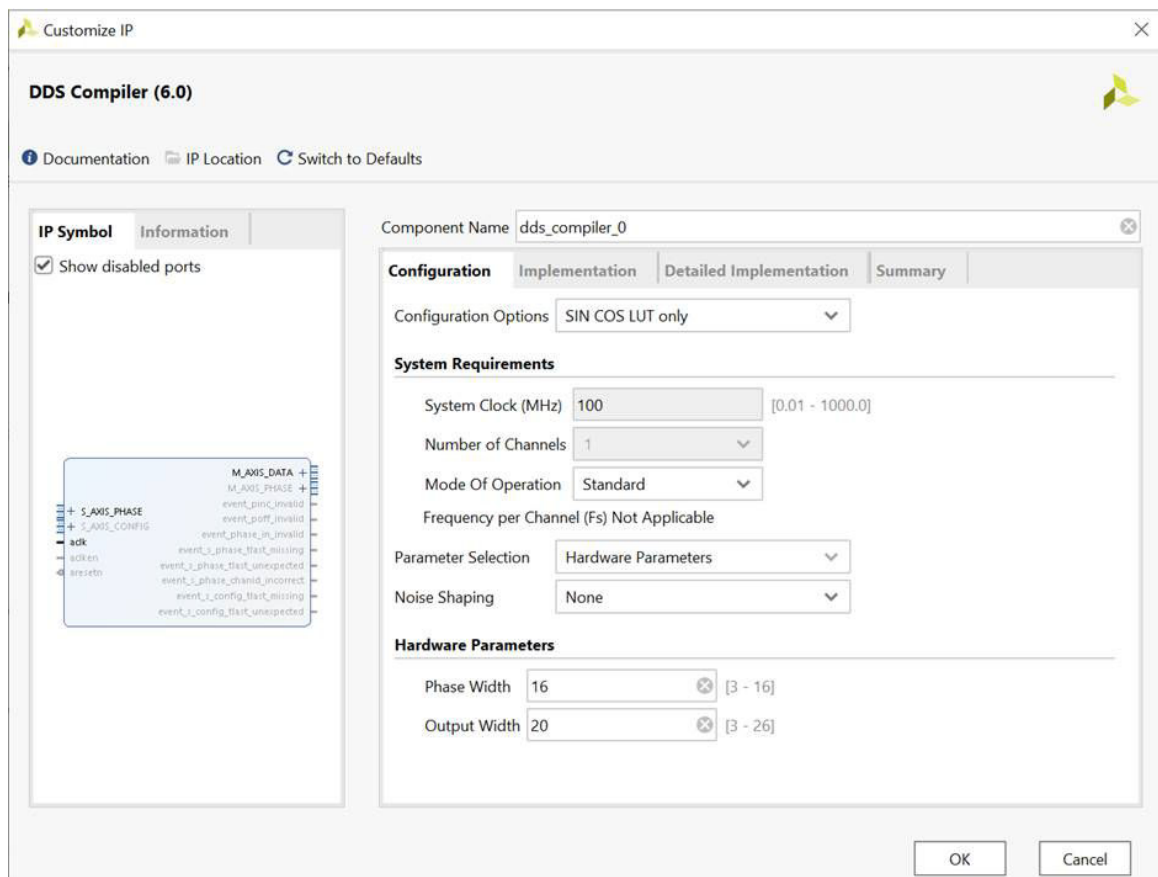 Customize IP
DDS Compiler (6.0)
Documentation IP Location Switch to Defaults
IP Symbol Information
Show disabled ports
M_AXIS_DATA
M_AXIS_PHASE
event_pinc_invalid
event_poff_invalid
event_phase_in_invalid
event_s_phase_tlast_missing
event_s_phase_tlast_unexpected
event_s_phase_chanid_incorrect
event_s_config_tlast_missing
event_s_config_tlast_unexpected
S_AXIS_PHASE
S_AXIS_CONFIG
aclk
aclken
aresetn
Component Name dds_compiler_0
Configuration Implementation Detailed Implementation Summary
Configuration Options SIN COS LUT only
System Requirements
System Clock (MHz) 100 [0.01 - 1000.0]
Number of Channels 1
Mode Of Operation Standard
Frequency per Channel (Fs) Not Applicable
Parameter Selection Hardware Parameters
Noise Shaping None
Hardware Parameters
Phase Width 16 [3 - 16]
Output Width 20 [3 - 26]
OK Cancel